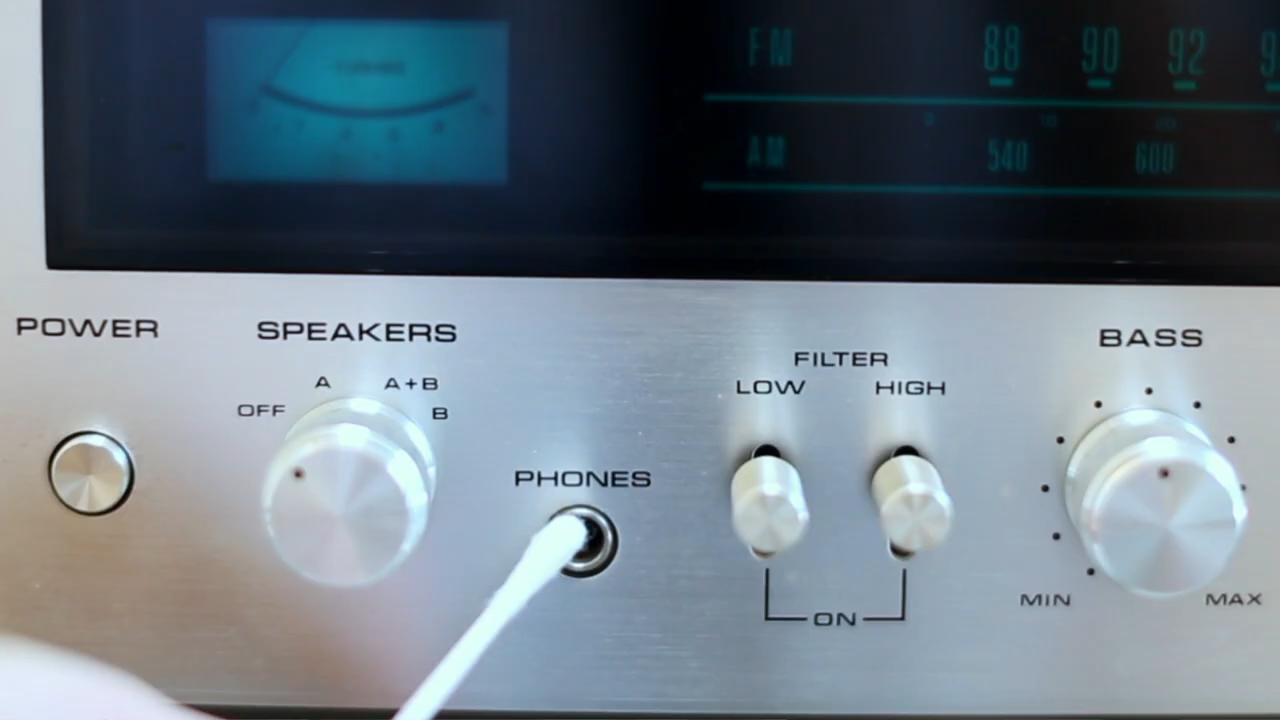 FM 88 90 92
AM 540 600
POWER
SPEAKERS
OFF A A+B B
PHONES
FILTER
LOW HIGH
ON
BASS
MIN MAX